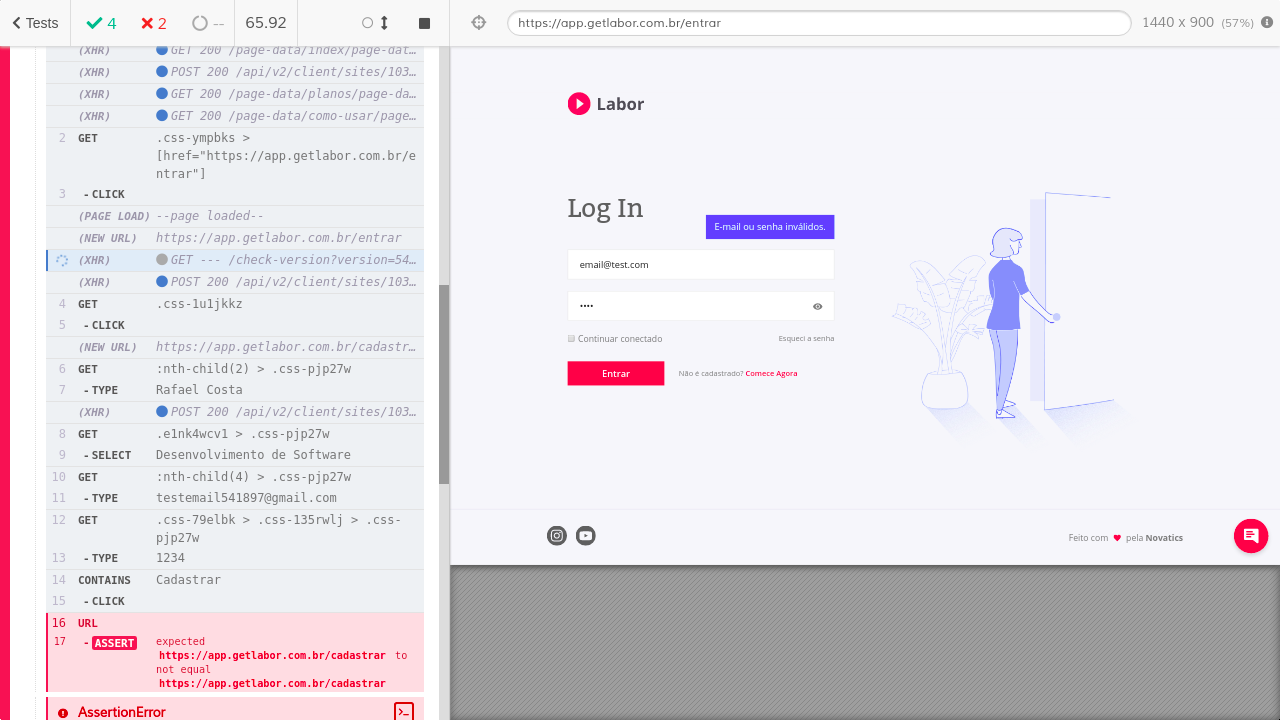 Tests
4
2
--
65.92
https://app.getlabor.com.br/entrar
1440 x 900 (57%)
(XHR) GET 200 /page-data/index/page-dat...
(XHR) POST 200 /api/v2/client/sites/103...
(XHR) GET 200 /page-data/planos/page-da...
(XHR) GET 200 /page-data/como-usar/page...
2 GET .css-ympbks >
[href="https://app.getlabor.com.br/e
ntrar"]
3 -CLICK
(PAGE LOAD) --page loaded--
(NEW URL) https://app.getlabor.com.br/entrar
(XHR) GET --- /check-version?version=54...
(XHR) POST 200 /api/v2/client/sites/103...
4 GET .css-1u1jkkz
5 -CLICK
(NEW URL) https://app.getlabor.com.br/cadastr...
6 GET :nth-child(2) > .css-pjp27w
7 -TYPE Rafael Costa
(XHR) POST 200 /api/v2/client/sites/103...
8 GET .e1nk4wcv1 > .css-pjp27w
9 -SELECT Desenvolvimento de Software
10 GET :nth-child(4) > .css-pjp27w
11 -TYPE testemail541897@gmail.com
12 GET .css-79elbk > .css-135rwlj > .css-
pjp27w
13 -TYPE 1234
14 CONTAINS Cadastrar
15 -CLICK
16 URL
17 -ASSERT expected
https://app.getlabor.com.br/cadastrar to
not equal
https://app.getlabor.com.br/cadastrar
AssertionError
Labor
Log In
E-mail ou senha inválidos.
email@test.com
••••
Continuar conectado
Esqueci a senha
Entrar
Não é cadastrado? Comece Agora
Feito com ♥ pela Novatics